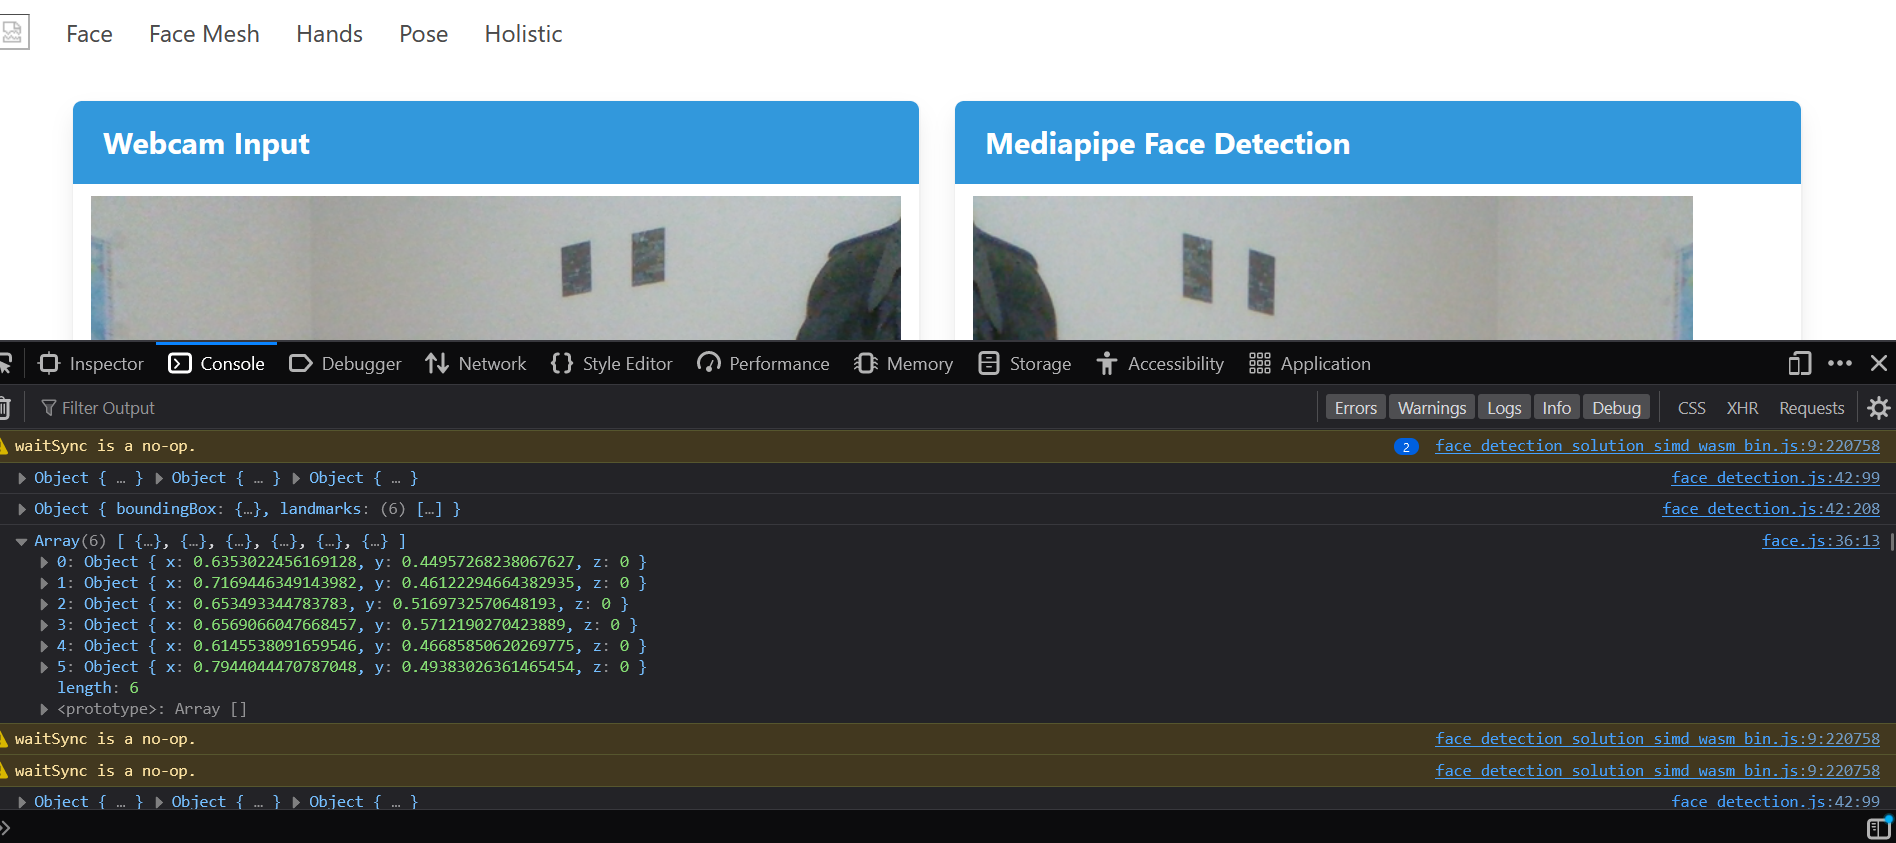 Face Face Mesh Hands Pose Holistic
Webcam Input
Mediapipe Face Detection
Inspector Console Debugger Network Style Editor Performance Memory Storage Accessibility Application
Filter Output Errors Warnings Logs Info Debug CSS XHR Requests
waitSync is a no-op. 2 face_detection_solution_simd_wasm_bin.js:9:220758
Object { … } Object { … } Object { … } face_detection.js:42:99
Object { boundingBox: {…}, landmarks: (6) […] } face_detection.js:42:208
Array(6) [ {…}, {…}, {…}, {…}, {…}, {…} ] face.js:36:13
0: Object { x: 0.6353022456169128, y: 0.44957268238067627, z: 0 }
1: Object { x: 0.7169446349143982, y: 0.46122294664382935, z: 0 }
2: Object { x: 0.653493344783783, y: 0.5169732570648193, z: 0 }
3: Object { x: 0.6569066047668457, y: 0.5712190270423889, z: 0 }
4: Object { x: 0.6145538091659546, y: 0.46685850620269775, z: 0 }
5: Object { x: 0.7944044470787048, y: 0.49383026361465454, z: 0 }
length: 6
<prototype>: Array []
waitSync is a no-op. face_detection_solution_simd_wasm_bin.js:9:220758
waitSync is a no-op. face_detection_solution_simd_wasm_bin.js:9:220758
Object { … } Object { … } Object { … } face_detection.js:42:99